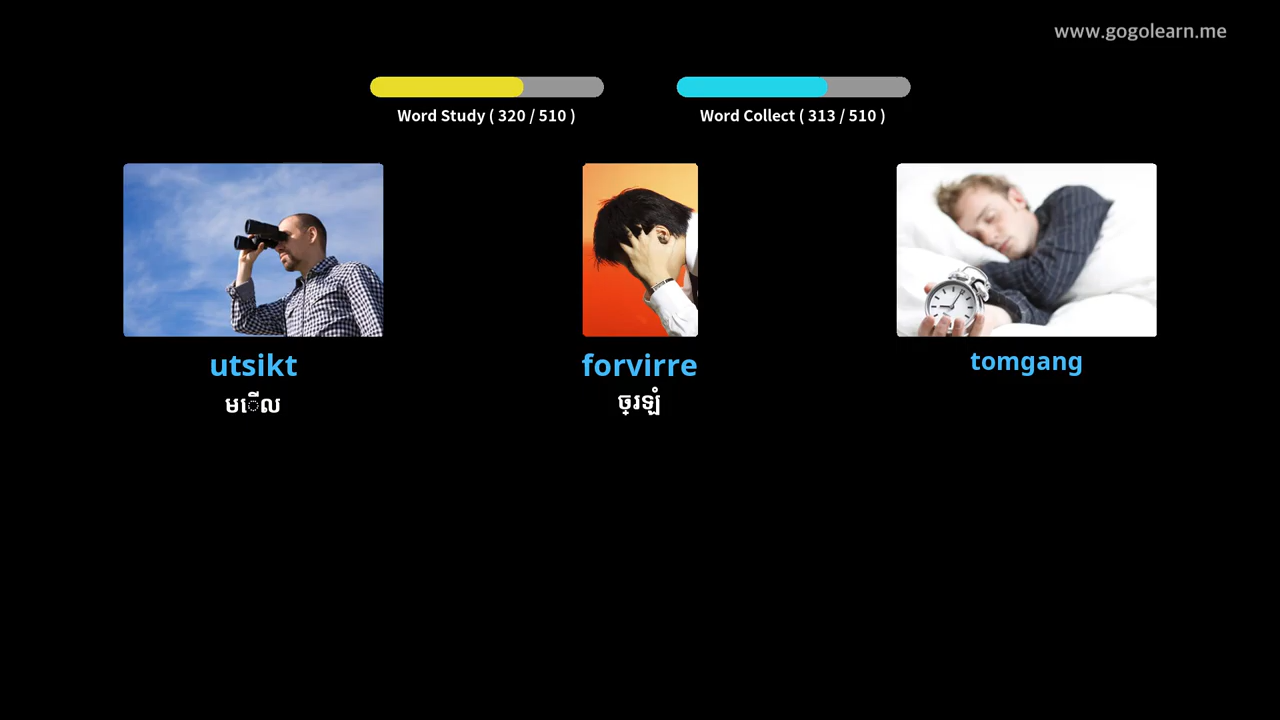 www.gogolearn.me
Word Study ( 320 / 510 )
Word Collect ( 313 / 510 )
utsikt
forvirre
tomgang
មើល
ច្រឡំ